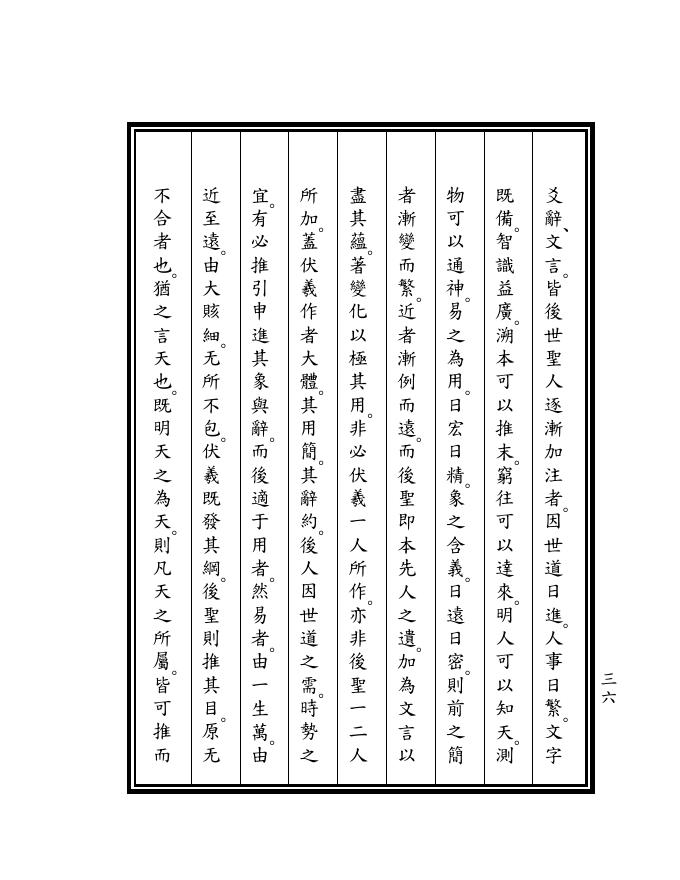 爻辭、文言。皆後世聖人逐漸加注者。因世道日進。人事日繁。文字
既備。智識益廣。溯本可以推末。窮往可以達來。明人可以知天。測
物可以通神。易之為用。日宏日精。象之含義。日遠日密。則前之簡
者漸變而繁。近者漸例而遠。而後聖即本先人之遺。加為文言以
盡其蘊。著變化以極其用。非必伏羲一人所作。亦非後聖一二人
所加。蓋伏羲作者大體。其用簡。其辭約。後人因世道之需。時勢之
宜。有必推引申進其象與辭。而後適于用者。然易者。由一生萬。由
近至遠。由大賅細。无所不包。伏羲既發其綱。後聖則推其目。原无
不合者也。猶之言天也。既明天之為天。則凡天之所屬。皆可推而
三六